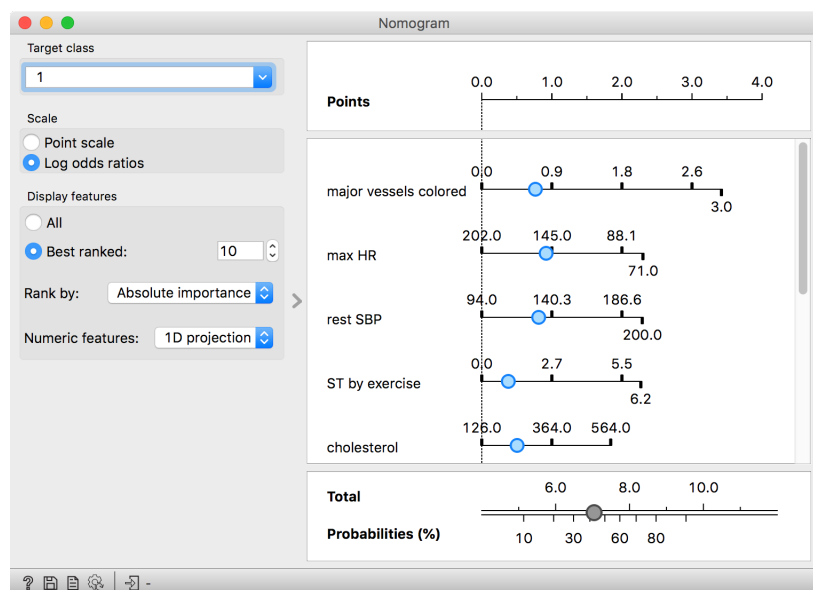 Nomogram
Target class
1
Scale
Point scale
Log odds ratios
Display features
All
Best ranked: 10
Rank by: Absolute importance
Numeric features: 1D projection
0.0 1.0 2.0 3.0 4.0
Points
0.0 0.9 1.8 2.6
major vessels colored
3.0
202.0 145.0 88.1
max HR
71.0
94.0 140.3 186.6
rest SBP
200.0
0.0 2.7 5.5
ST by exercise
6.2
126.0 364.0 564.0
cholesterol
6.0 8.0 10.0
Total
Probabilities (%)
10 30 60 80
? -